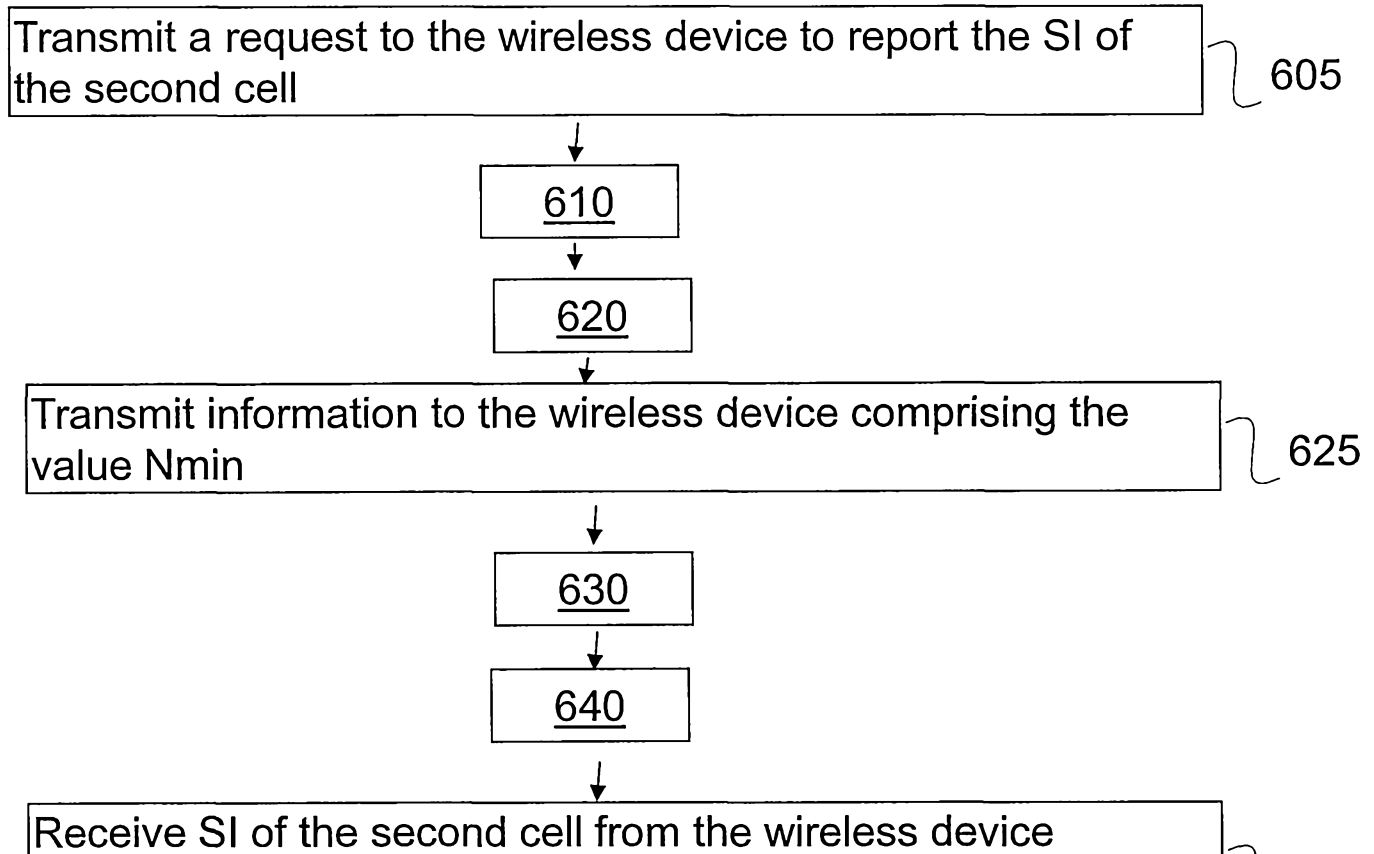 Transmit a request to the wireless device to report the SI of
the second cell
605
610
620
Transmit information to the wireless device comprising the
value Nmin
625
630
640
Receive SI of the second cell from the wireless device